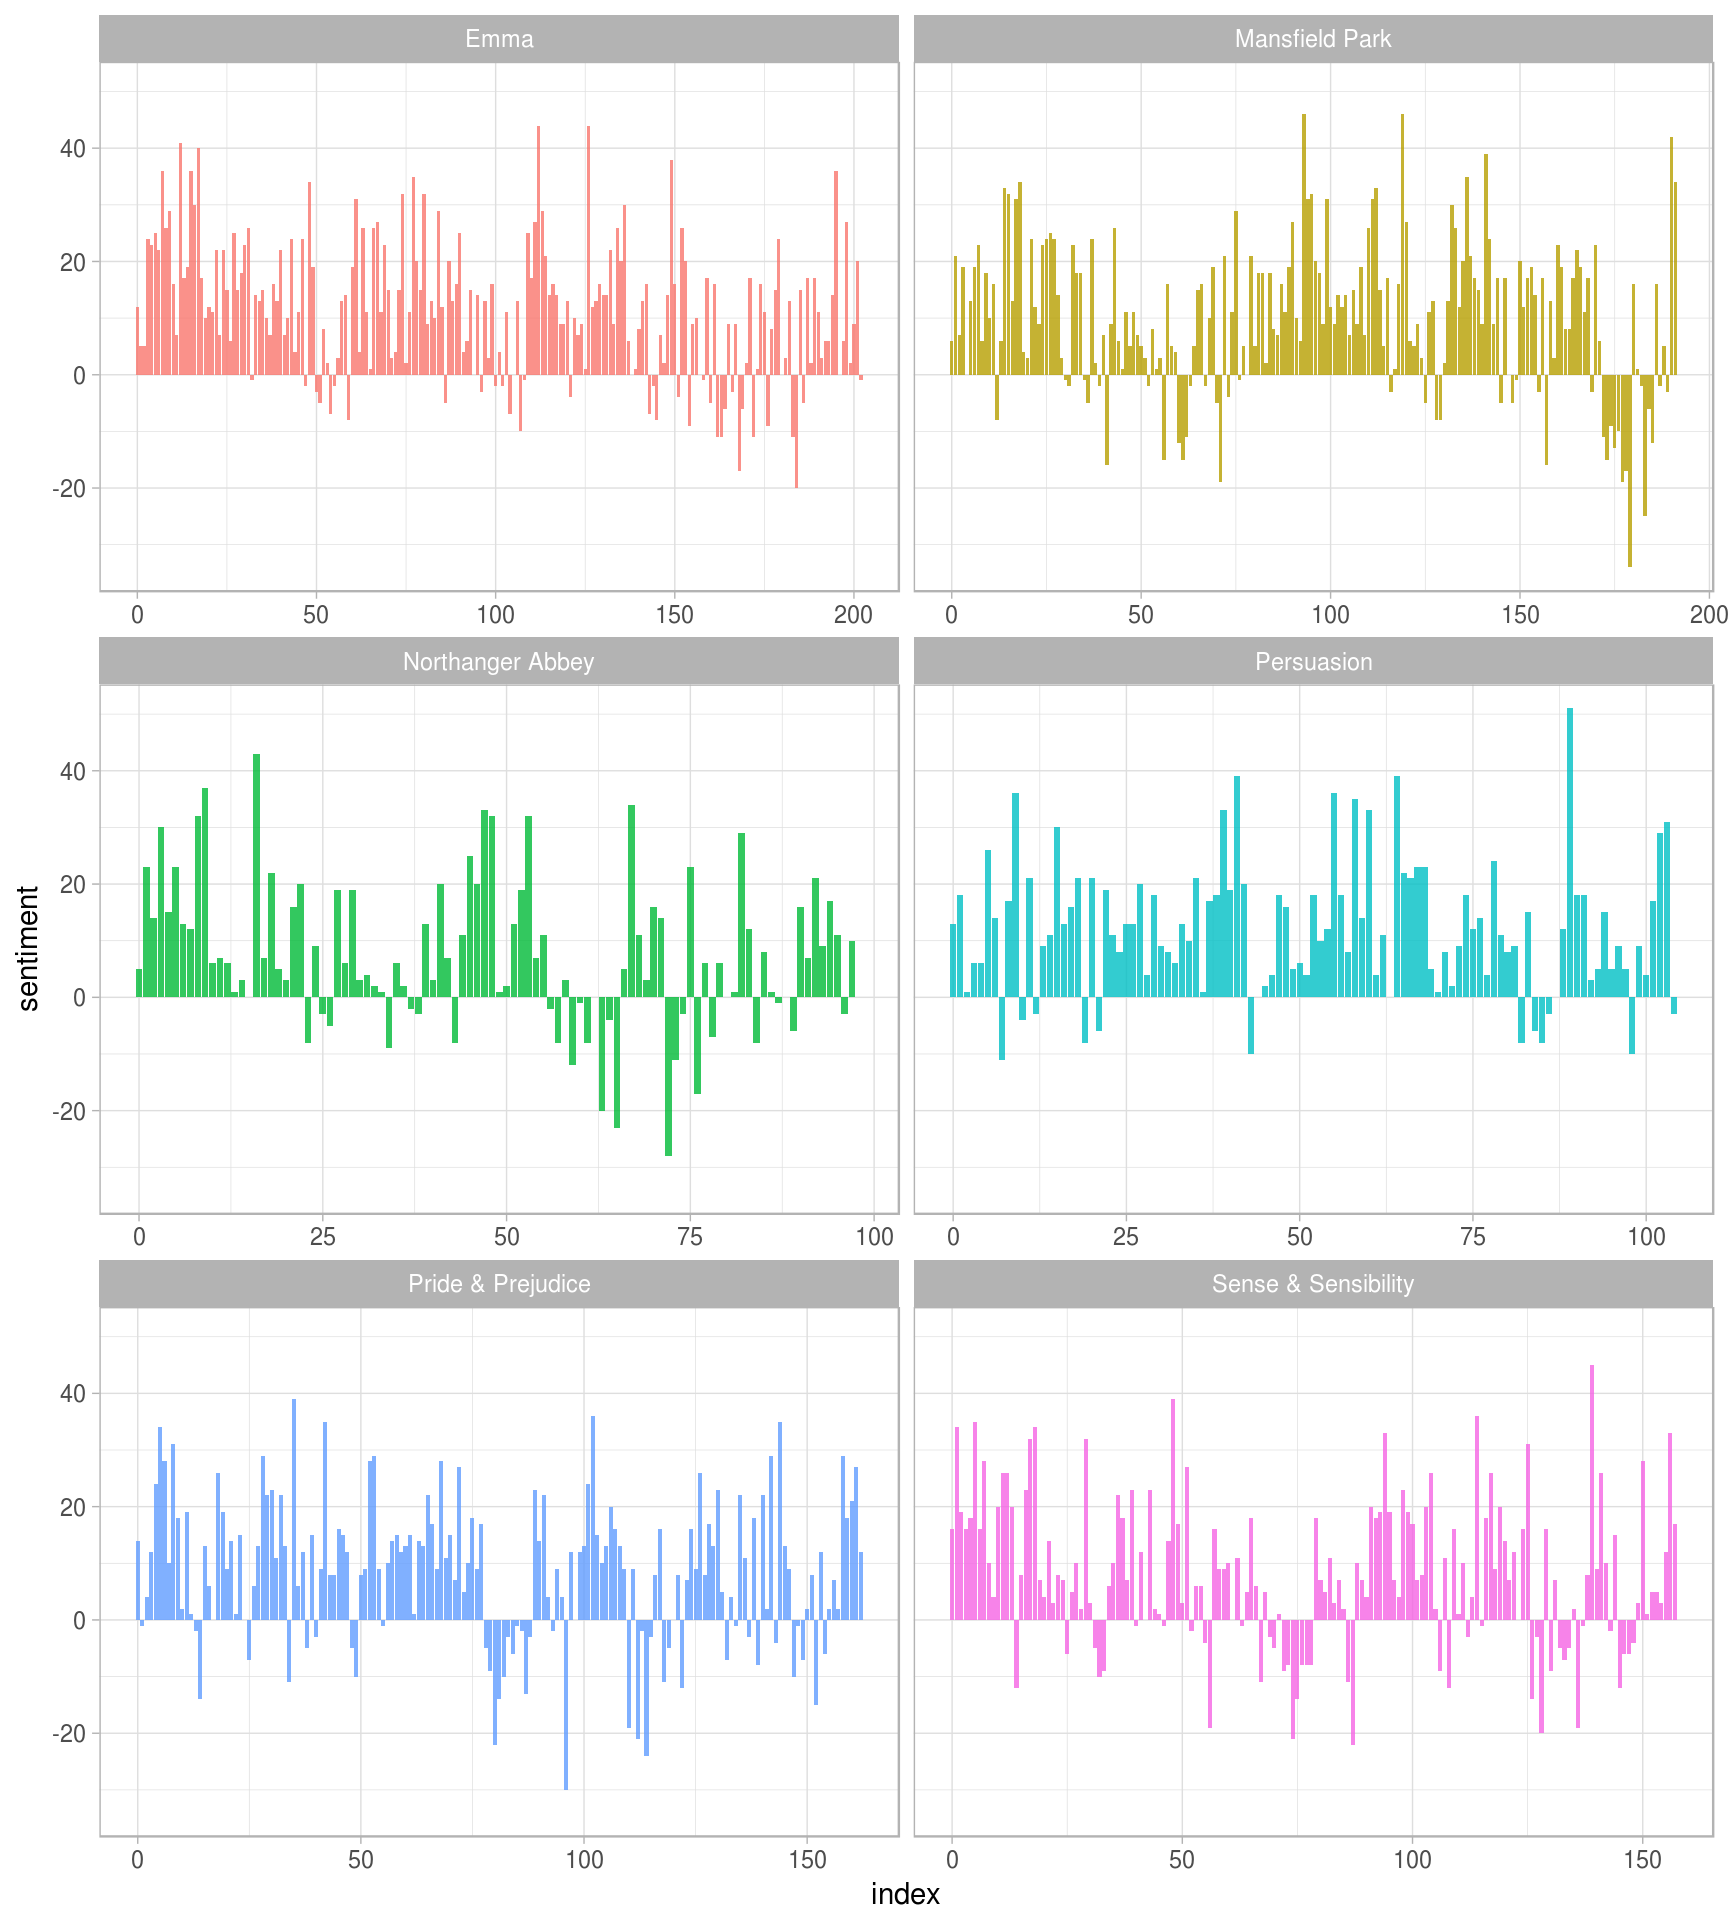 Emma Mansfield Park
40
20
0
-20
0 50 100 150 200 0 50 100 150 200
Northanger Abbey Persuasion
40
20
0
-20
0 25 50 75 100 0 25 50 75 100
sentiment
Pride & Prejudice Sense & Sensibility
40
20
0
-20
0 50 100 150 0 50 100 150
index